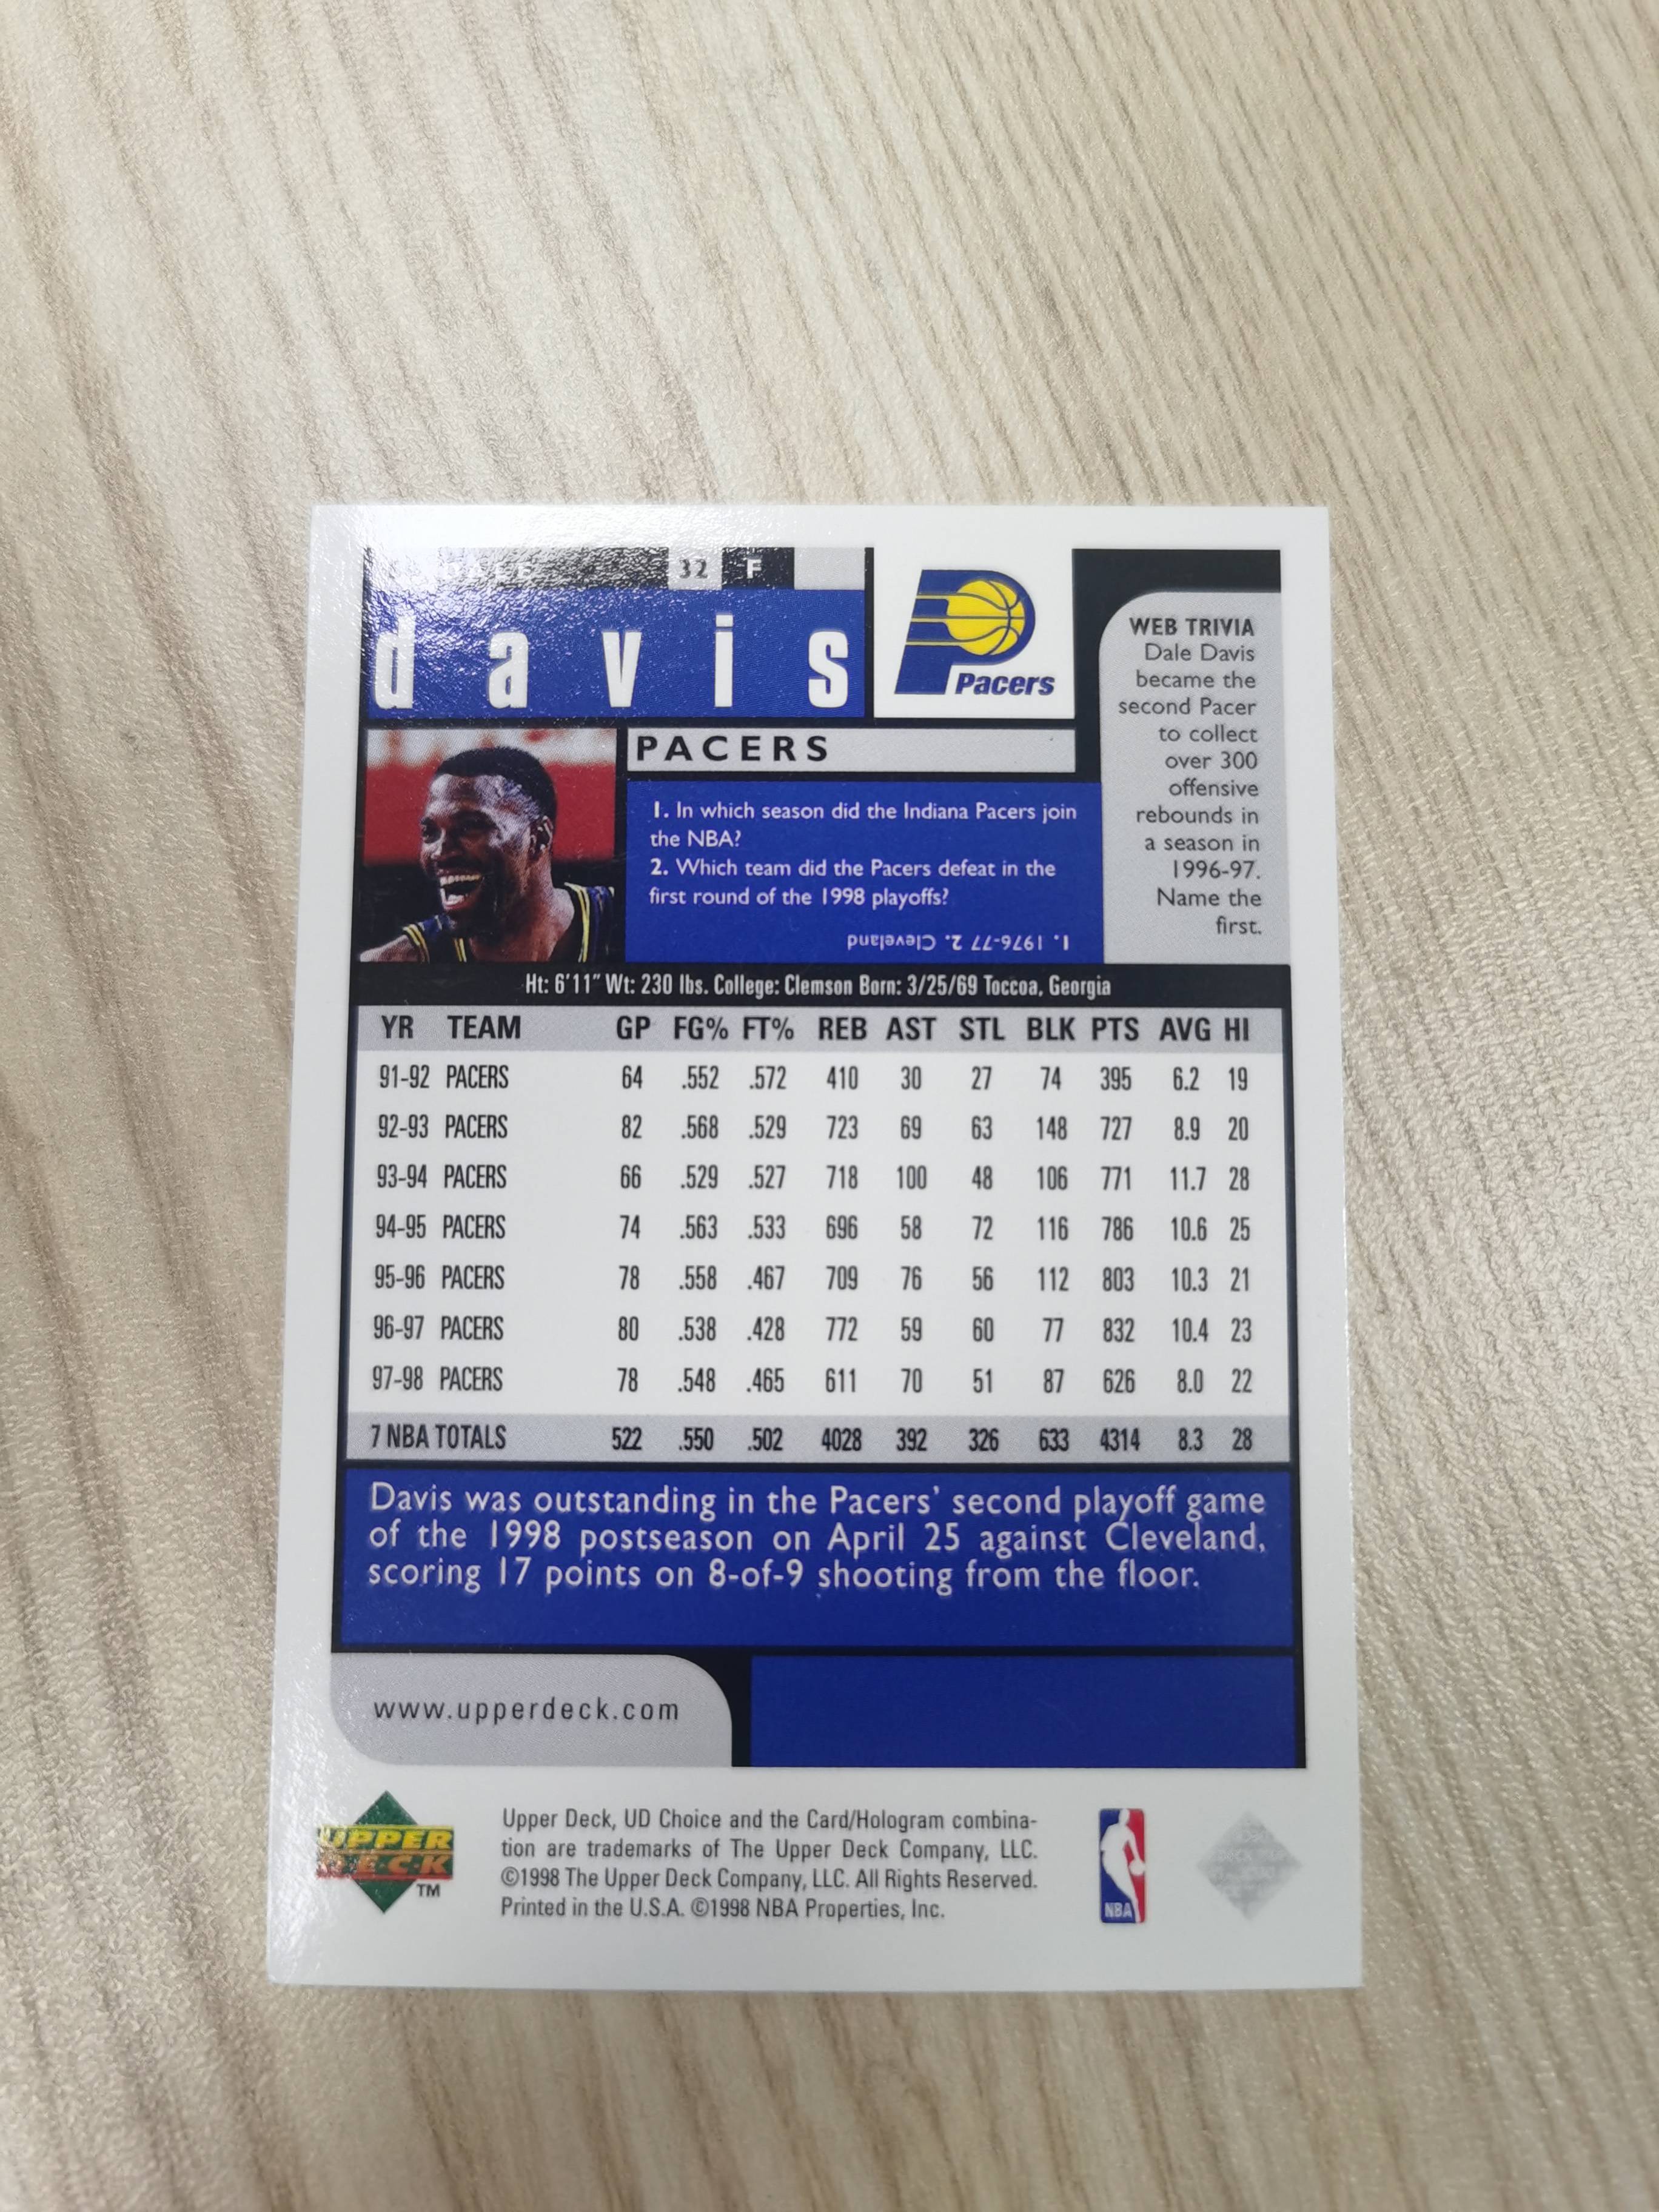 DALE 32 F
davis
Pacers
PACERS
1. In which season did the Indiana Pacers join
the NBA?
2. Which team did the Pacers defeat in the
first round of the 1998 playoffs?
1. 1976-77 2. Cleveland
WEB TRIVIA
Dale Davis
became the
second Pacer
to collect
over 300
offensive
rebounds in
a season in
1996-97.
Name the
first.
Ht: 6'11" Wt: 230 lbs. College: Clemson Born: 3/25/69 Toccoa, Georgia
YR TEAM GP FG% FT% REB AST STL BLK PTS AVG HI
91-92 PACERS 64 .552 .572 410 30 27 74 395 6.2 19
92-93 PACERS 82 .568 .529 723 69 63 148 727 8.9 20
93-94 PACERS 66 .529 .527 718 100 48 106 771 11.7 28
94-95 PACERS 74 .563 .533 696 58 72 116 786 10.6 25
95-96 PACERS 78 .558 .467 709 76 56 112 803 10.3 21
96-97 PACERS 80 .538 .428 772 59 60 77 832 10.4 23
97-98 PACERS 78 .548 .465 611 70 51 87 626 8.0 22
7 NBA TOTALS 522 .550 .502 4028 392 326 633 4314 8.3 28
Davis was outstanding in the Pacers' second playoff game
of the 1998 postseason on April 25 against Cleveland,
scoring 17 points on 8-of-9 shooting from the floor.
www.upperdeck.com
UPPER
DECK
TM
Upper Deck, UD Choice and the Card/Hologram combina-
tion are trademarks of The Upper Deck Company, LLC.
©1998 The Upper Deck Company, LLC. All Rights Reserved.
Printed in the U.S.A. ©1998 NBA Properties, Inc.
NBA